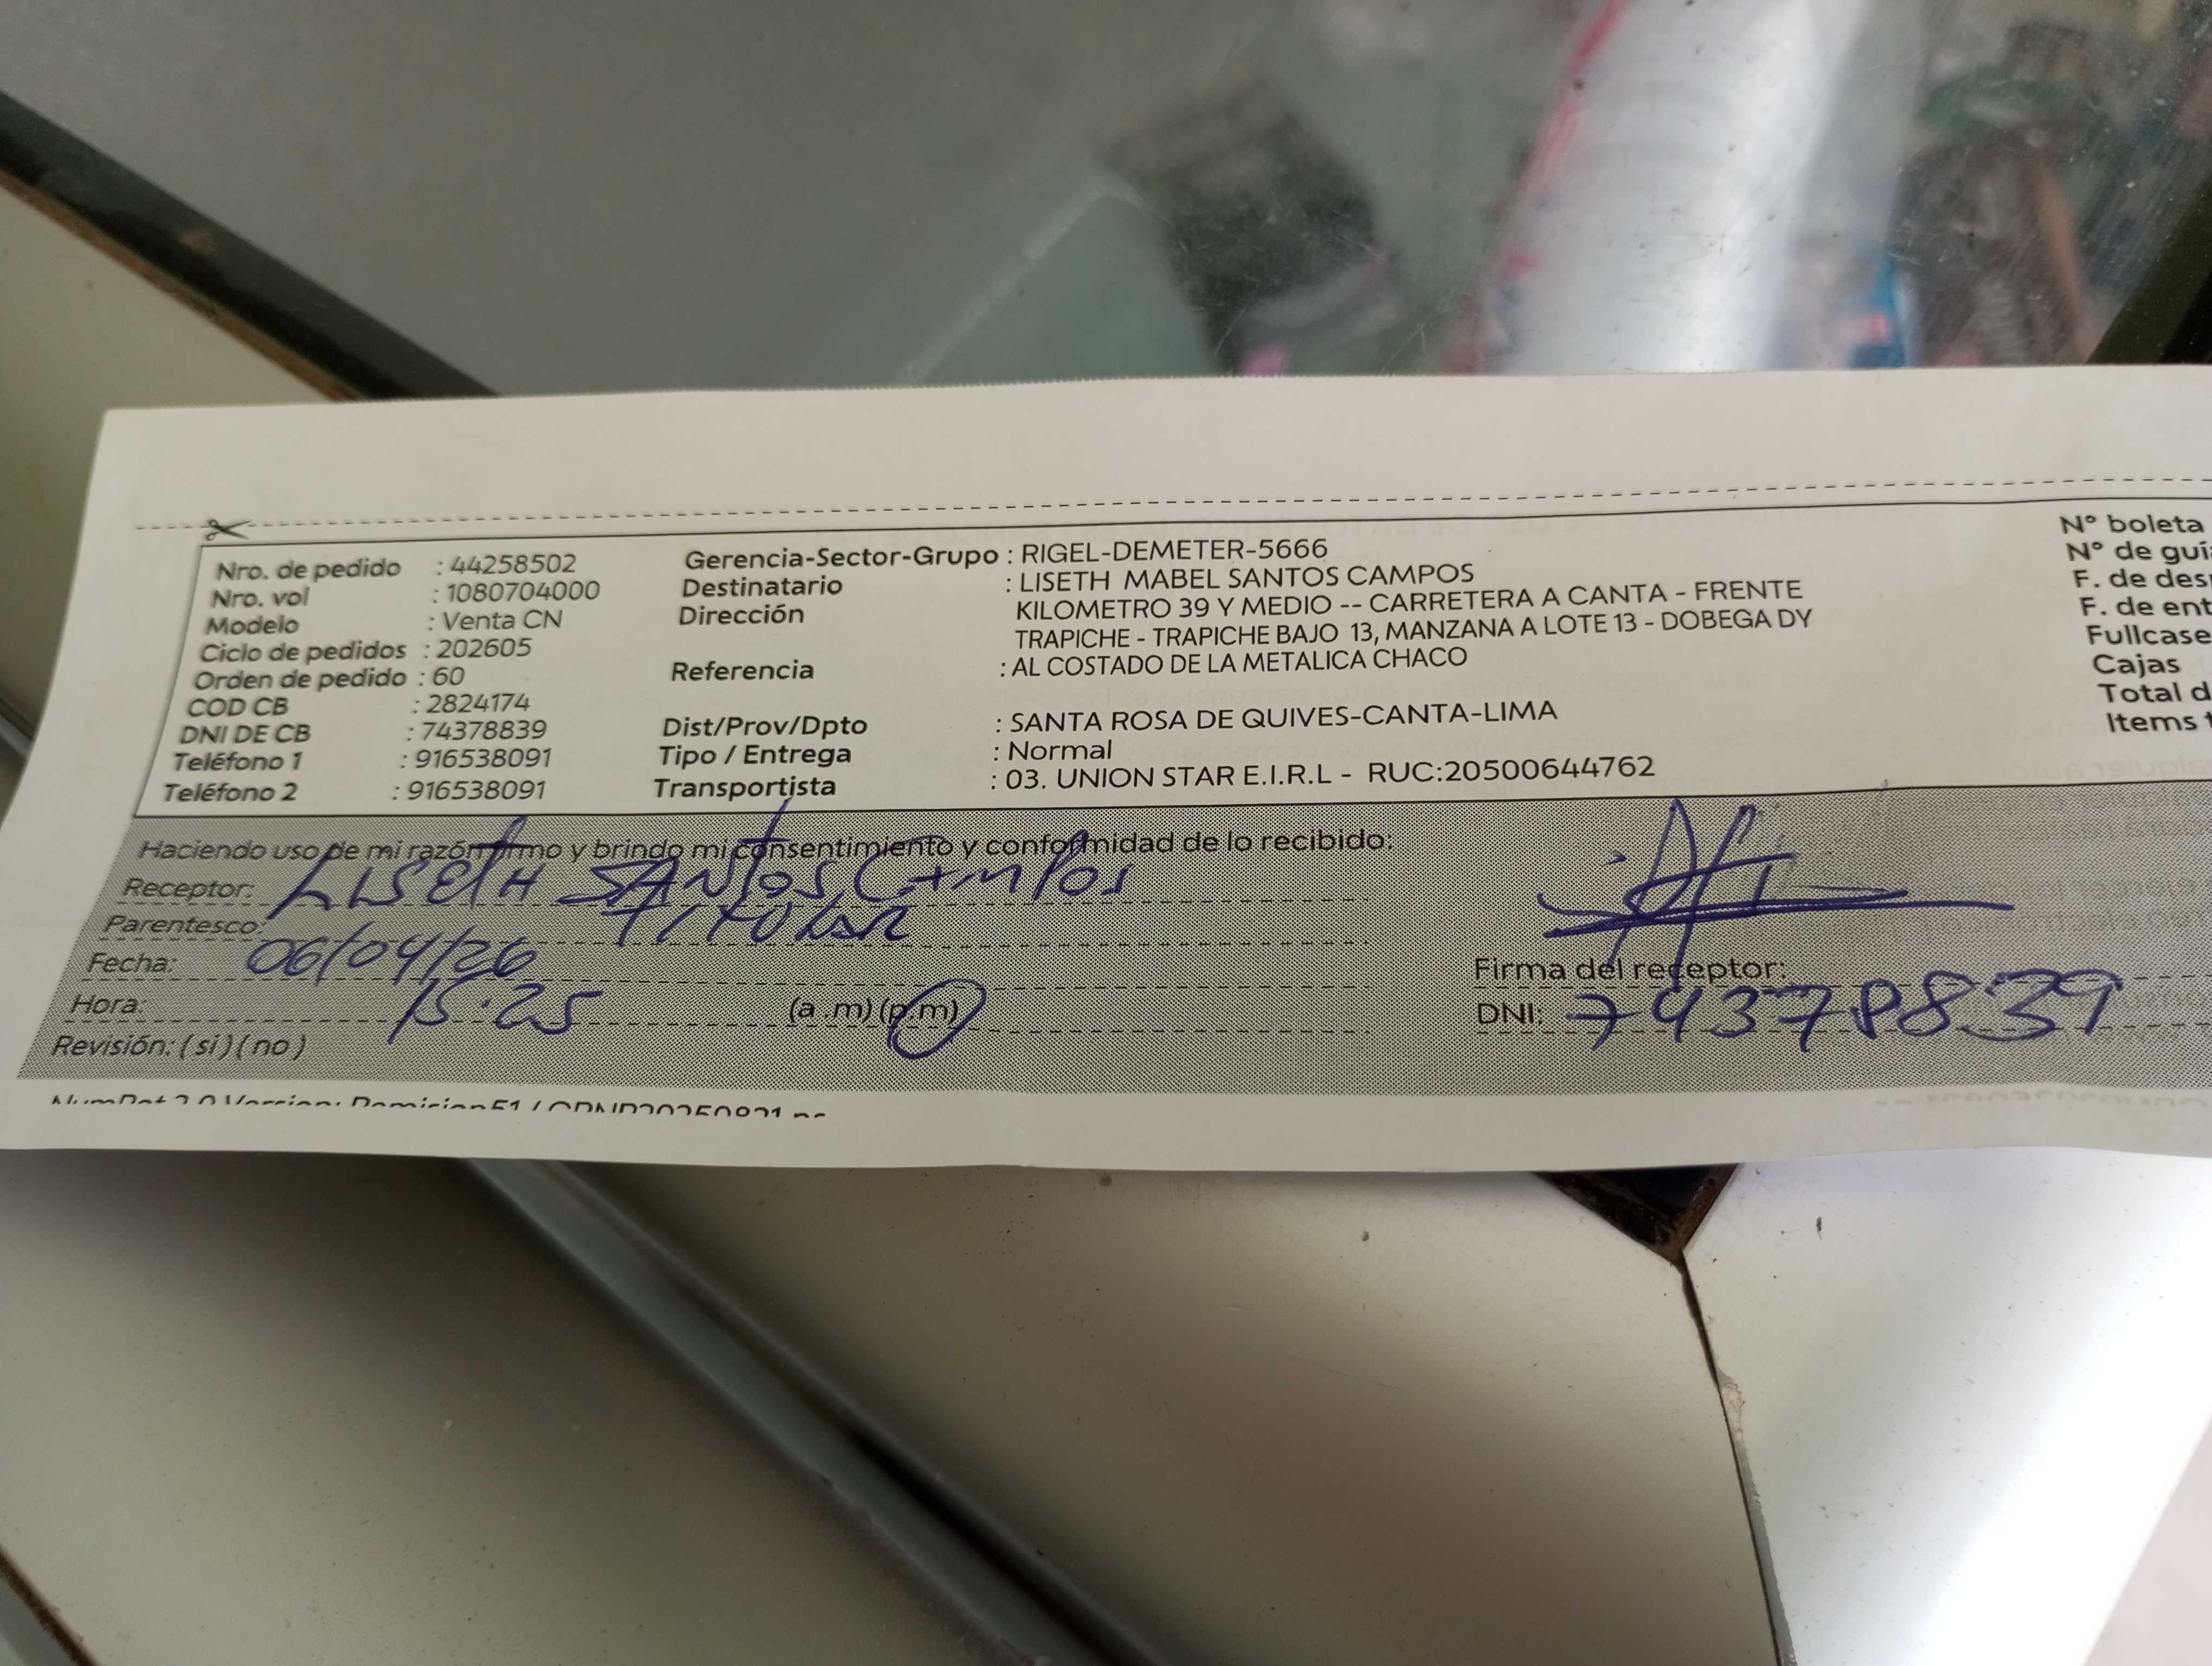 Nro. de pedido : 44258502
Nro. vol : 1080704000
Modelo : Venta CN
Ciclo de pedidos : 202605
Orden de pedido : 60
COD CB : 2824174
DNI DE CB : 74378839
Teléfono 1 : 916538091
Teléfono 2 : 916538091
Gerencia-Sector-Grupo : RIGEL-DEMETER-5666
Destinatario : LISETH MABEL SANTOS CAMPOS
Dirección KILOMETRO 39 Y MEDIO -- CARRETERA A CANTA - FRENTE
TRAPICHE - TRAPICHE BAJO 13, MANZANA A LOTE 13 - DOBEGA DY
Referencia : AL COSTADO DE LA METALICA CHACO
Dist/Prov/Dpto : SANTA ROSA DE QUIVES-CANTA-LIMA
Tipo / Entrega : Normal
Transportista : 03. UNION STAR E.I.R.L - RUC:20500644762
N° boleta
N° de guí
F. de des
F. de ent
Fullcase
Cajas
Total d
Items t
Haciendo uso de mi razón firmo y brindo mi consentimiento y conformidad de lo recibido:
Receptor: LISETH SANTOS CAMPOS
Parentesco: TITULAR
Fecha: 06/04/26
Hora: 15:25 (a .m) (p.m)
Revisión: ( si ) ( no )
Firma del receptor:
DNI: 74378839